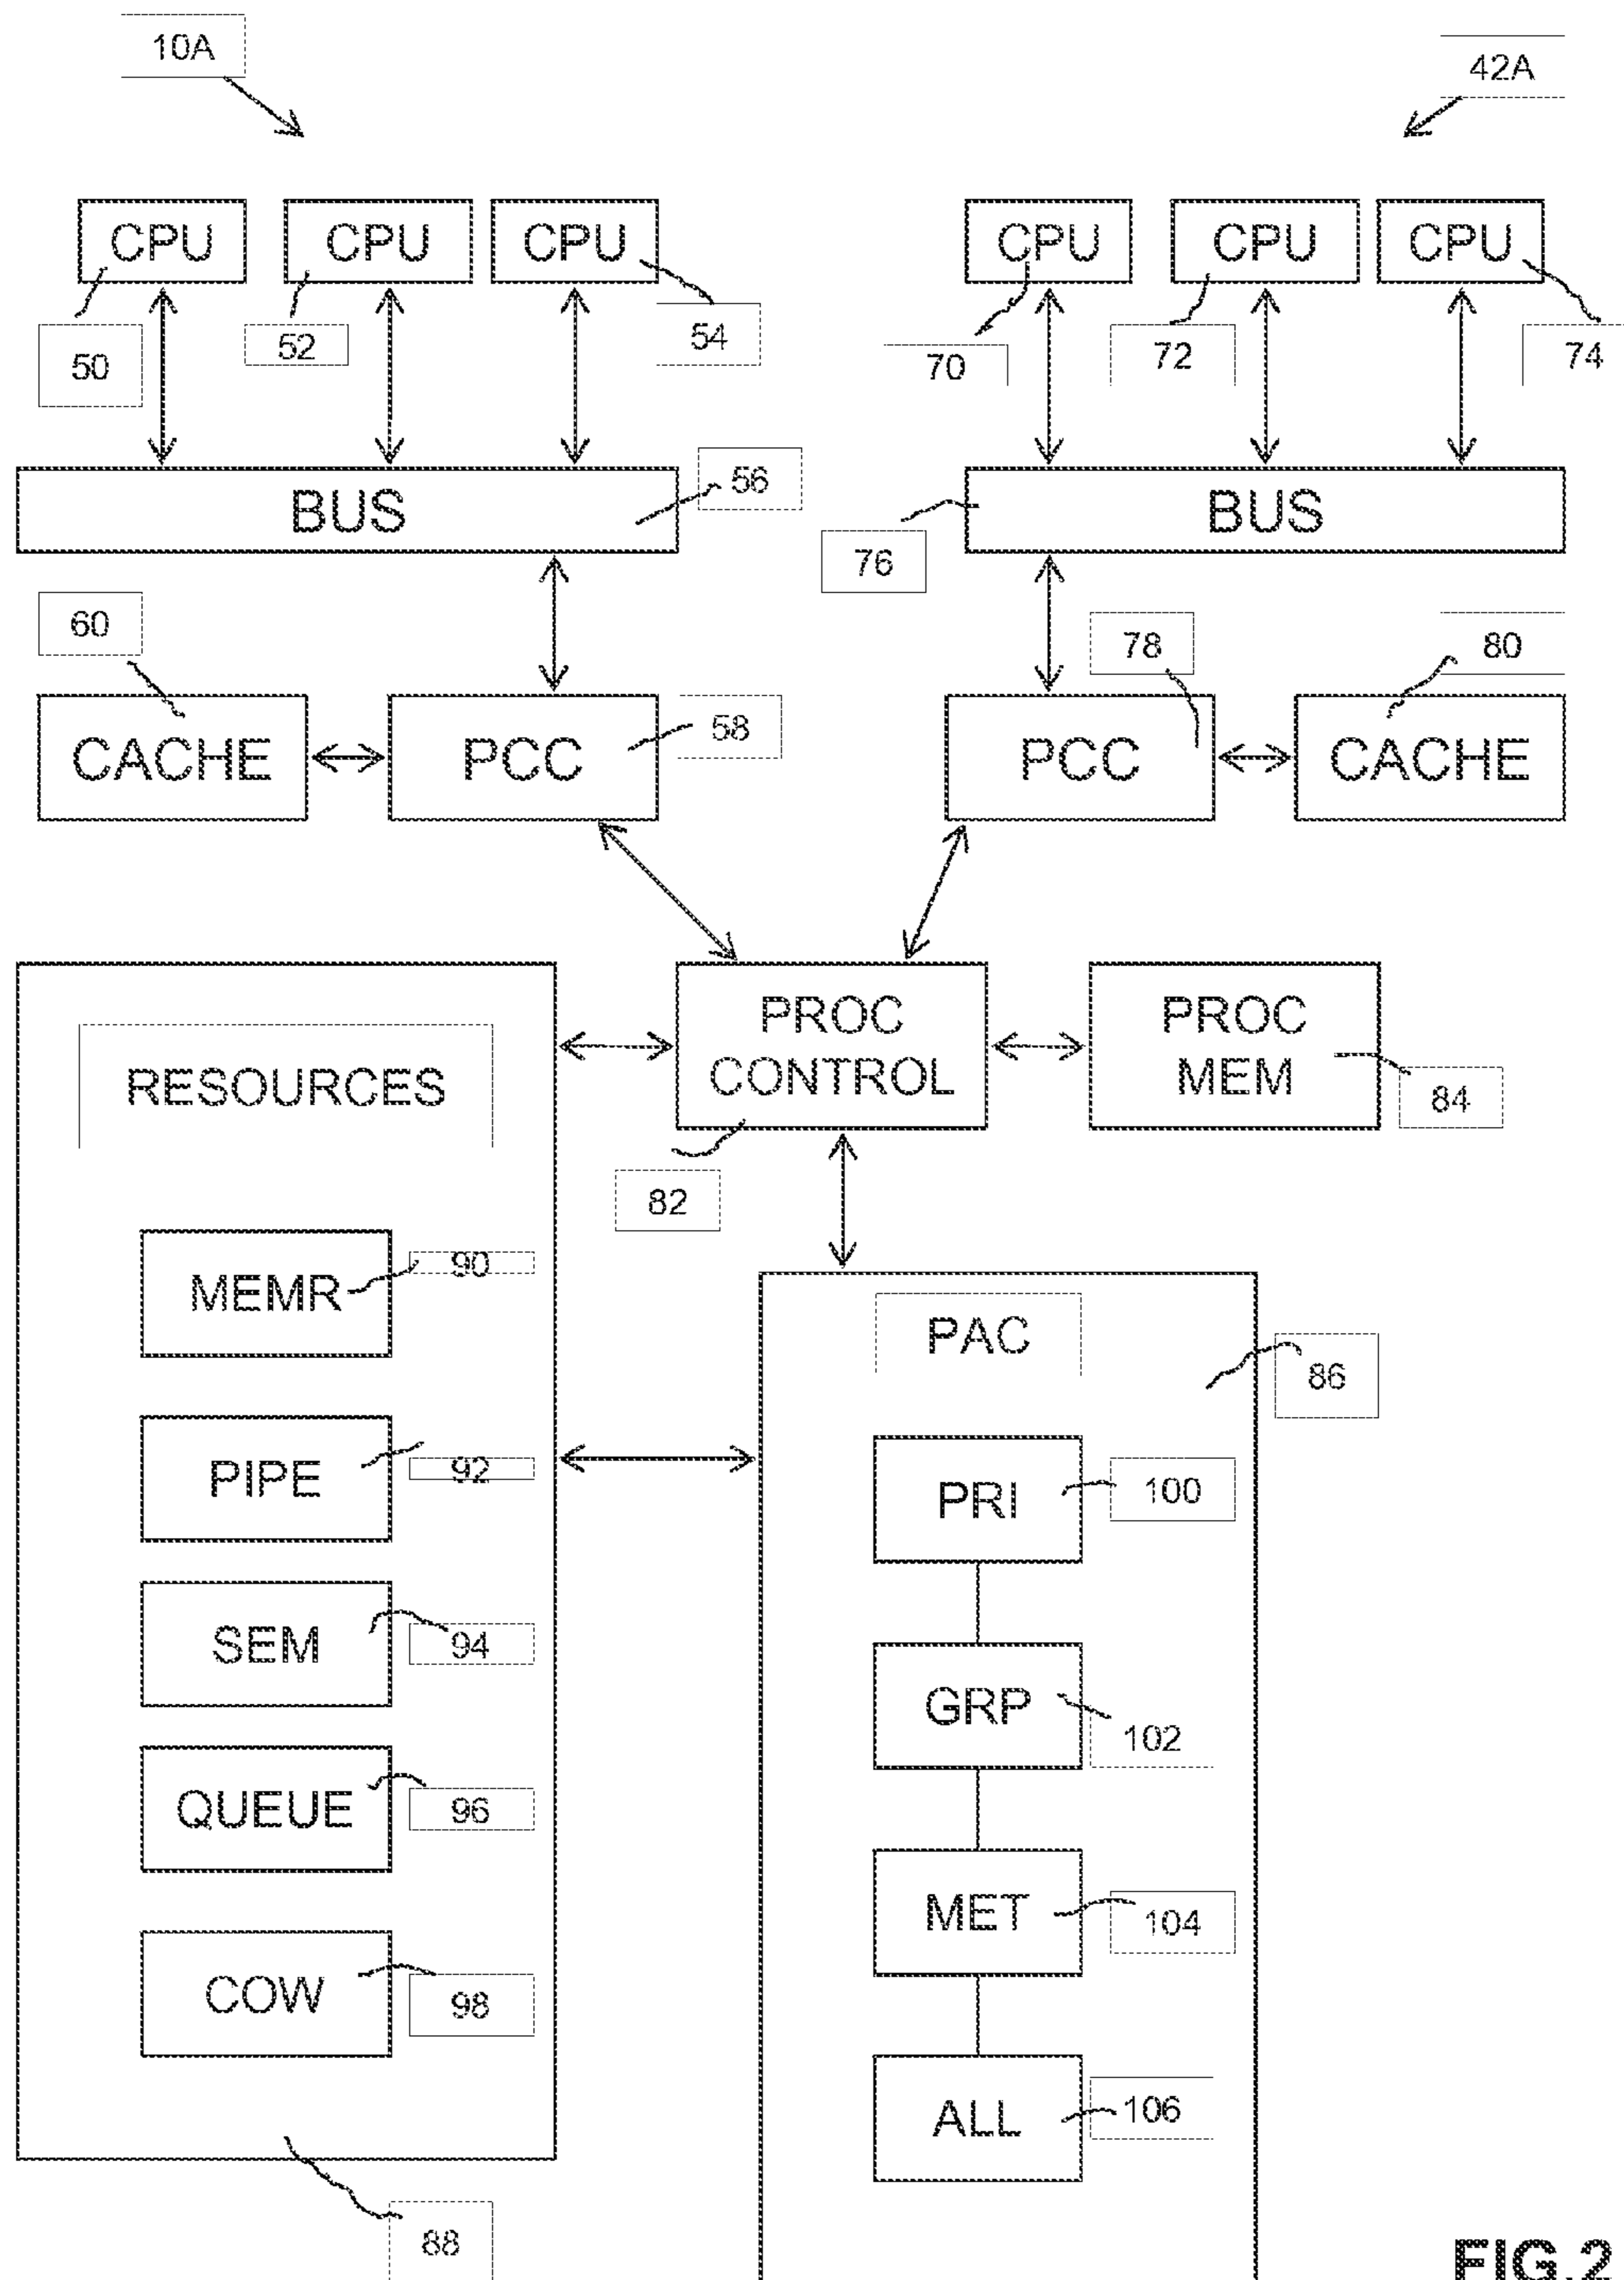 10A
42A
CPU
CPU
CPU
CPU
CPU
CPU
50
52
54
70
72
74
BUS
56
BUS
76
60
78
80
CACHE
PCC
58
PCC
CACHE
RESOURCES
PROC
CONTROL
PROC
MEM
84
82
MEMR
90
PAC
86
PIPE
92
PRI
100
SEM
94
GRP
102
QUEUE
96
MET
104
COW
98
ALL
106
88
FIG.2